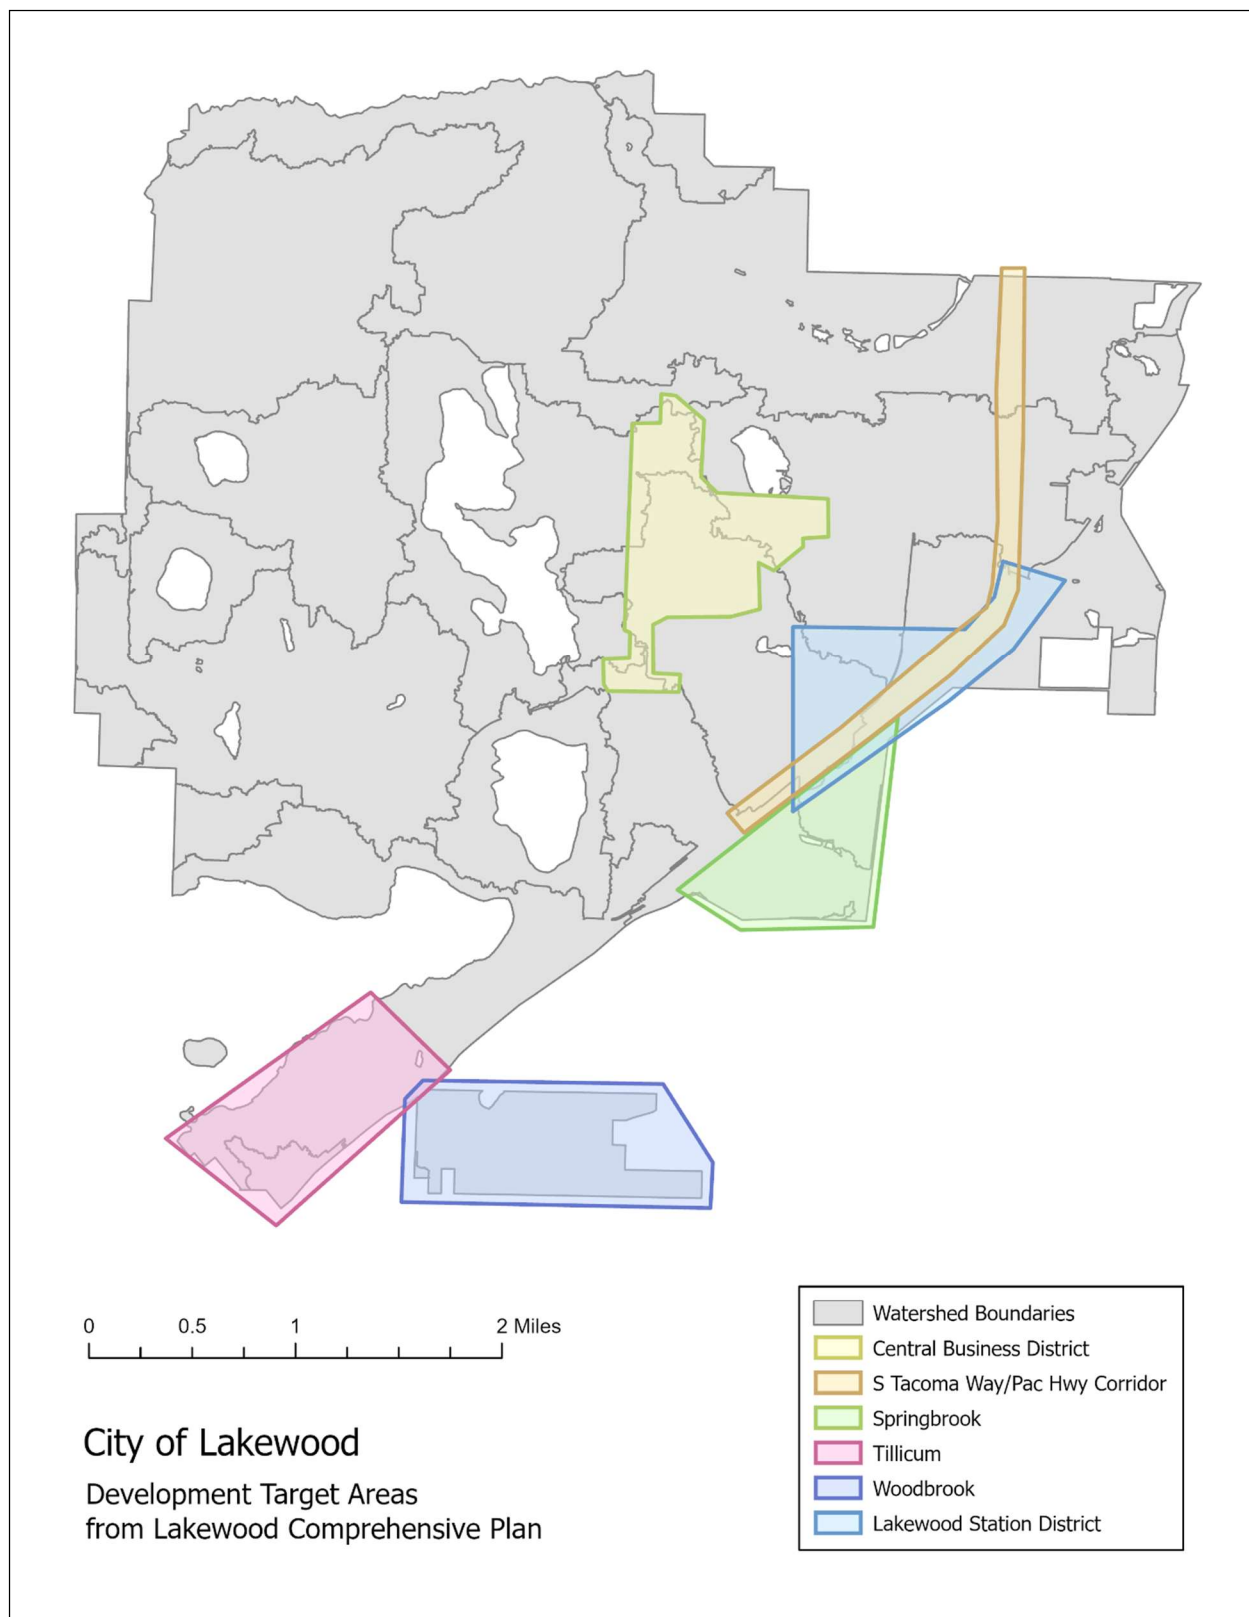 0 0.5 1 2 Miles
City of Lakewood
Development Target Areas
from Lakewood Comprehensive Plan
Watershed Boundaries
Central Business District
S Tacoma Way/Pac Hwy Corridor
Springbrook
Tillicum
Woodbrook
Lakewood Station District